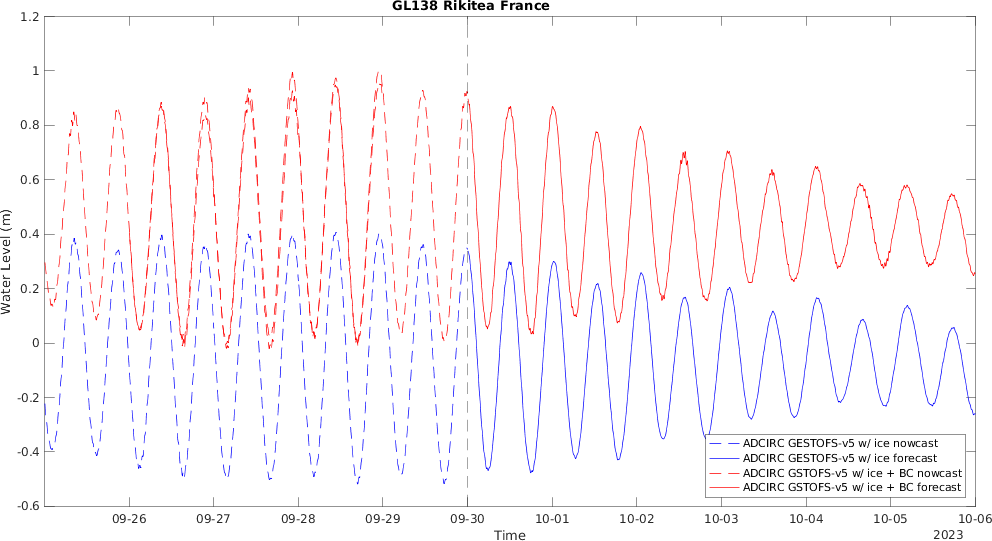 GL138 Rikitea France
Water Level (m)
1.2
1
0.8
0.6
0.4
0.2
0
-0.2
-0.4
-0.6
ADCIRC GESTOFS-v5 w/ ice nowcast
ADCIRC GESTOFS-v5 w/ ice forecast
ADCIRC GSTOFS-v5 w/ ice + BC nowcast
ADCIRC GSTOFS-v5 w/ ice + BC forecast
09-26 09-27 09-28 09-29 09-30 10-01 10-02 10-03 10-04 10-05 10-06
Time
2023